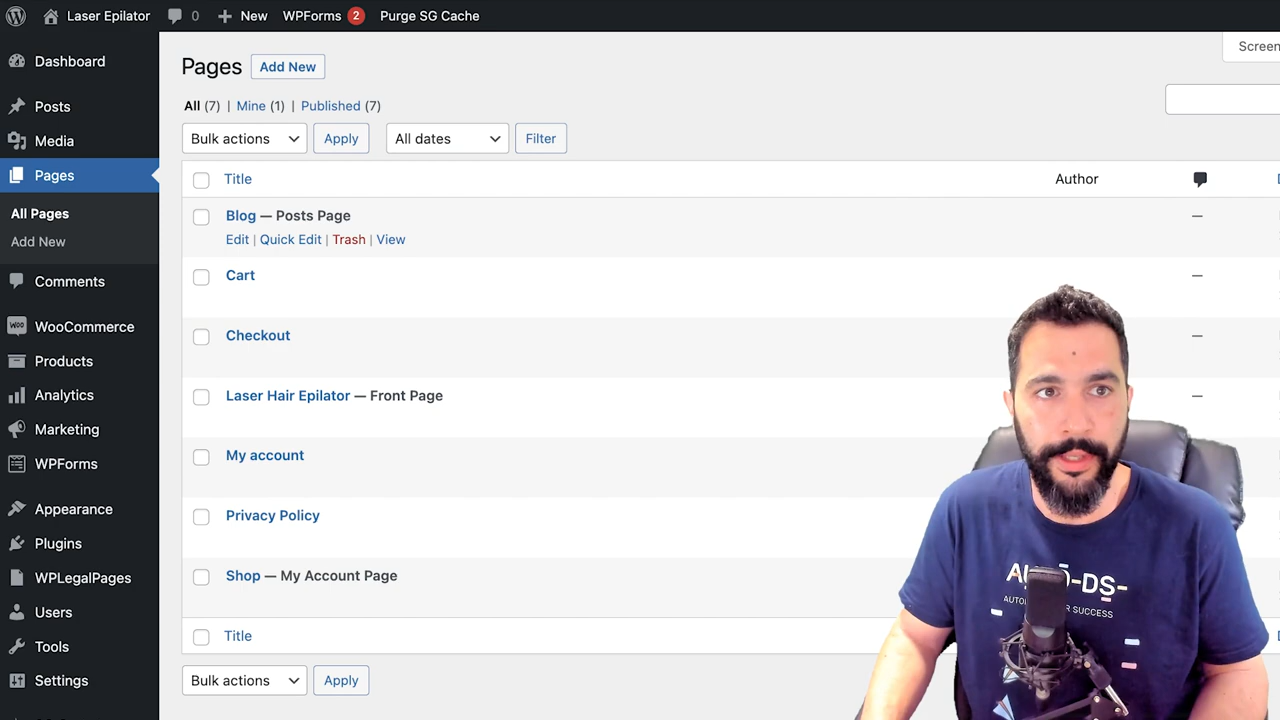 Laser Epilator 0 New WPForms 2 Purge SG Cache
Screen
Dashboard
Posts
Media
Pages
All Pages
Add New
Comments
WooCommerce
Products
Analytics
Marketing
WPForms
Appearance
Plugins
WPLegalPages
Users
Tools
Settings
Pages Add New
All (7) | Mine (1) | Published (7)
Bulk actions Apply All dates Filter
Title Author
Blog — Posts Page —
Edit | Quick Edit | Trash | View
Cart —
Checkout —
Laser Hair Epilator — Front Page —
My account
Privacy Policy
Shop — My Account Page
Title
Bulk actions Apply